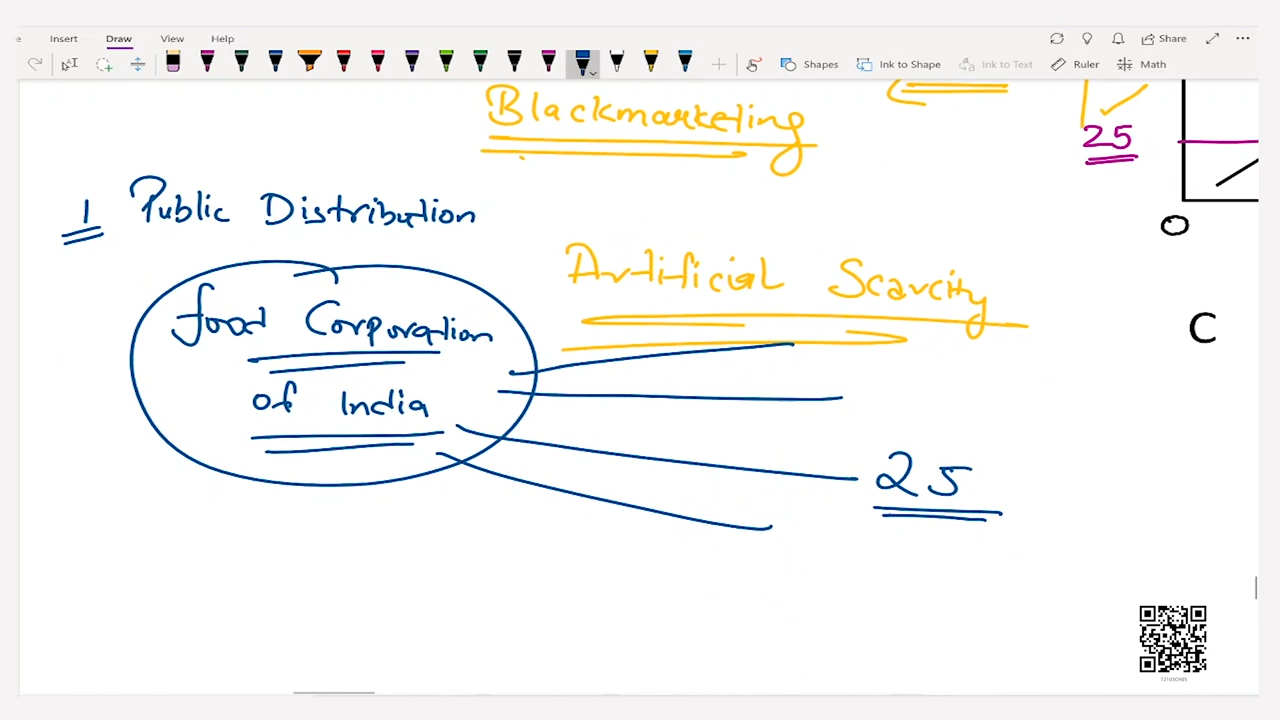 Insert Draw View Help
Share
Shapes Ink to Shape Ink to Text Ruler Math
Blackmarketing
25
1 Public Distribution
O
Artificial Scarcity
food Corporation
of India
C
25
12103CH05